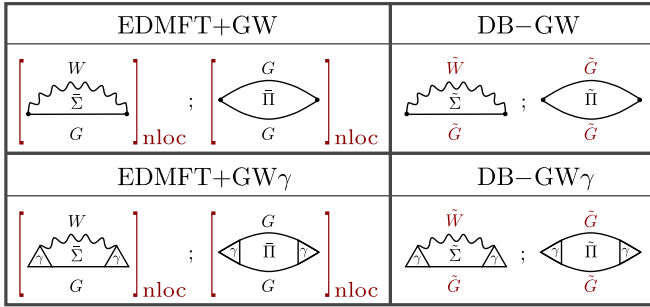 EDMFT+GW
DB−GW
W
Σ̄
G
nloc
;
G
Π̄
G
nloc
W̃
Σ̃
G̃
;
G̃
Π̃
G̃
EDMFT+GWγ
DB−GWγ
W
γ Σ̄ γ
G
nloc
;
G
γ Π̄ γ
G
nloc
W̃
γ Σ̃ γ
G̃
;
G̃
γ Π̃ γ
G̃